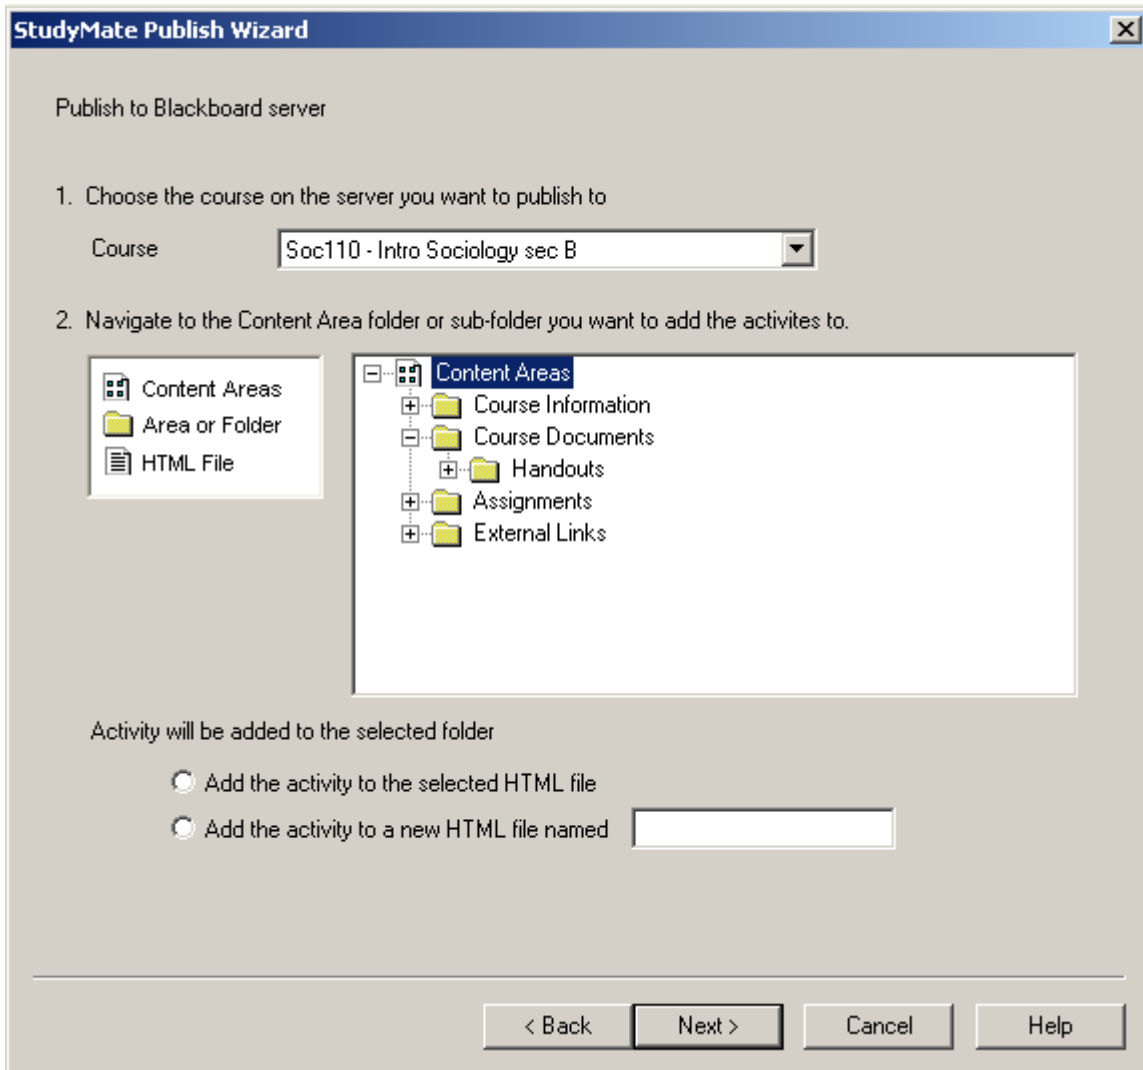 StudyMate Publish Wizard
Publish to Blackboard server
1. Choose the course on the server you want to publish to
Course Soc110 - Intro Sociology sec B
2. Navigate to the Content Area folder or sub-folder you want to add the activites to.
Content Areas
Area or Folder
HTML File
Content Areas
Course Information
Course Documents
Handouts
Assignments
External Links
Activity will be added to the selected folder
Add the activity to the selected HTML file
Add the activity to a new HTML file named
< Back Next > Cancel Help